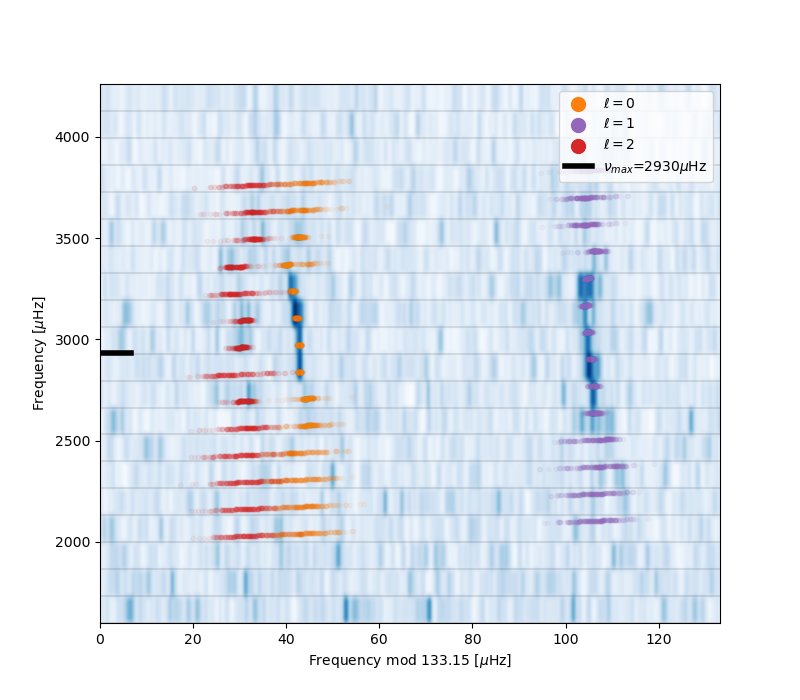 ℓ = 0
ℓ = 1
ℓ = 2
ν_max=2930μHz
4000
3500
3000
2500
2000
Frequency [μHz]
0 20 40 60 80 100 120
Frequency mod 133.15 [μHz]